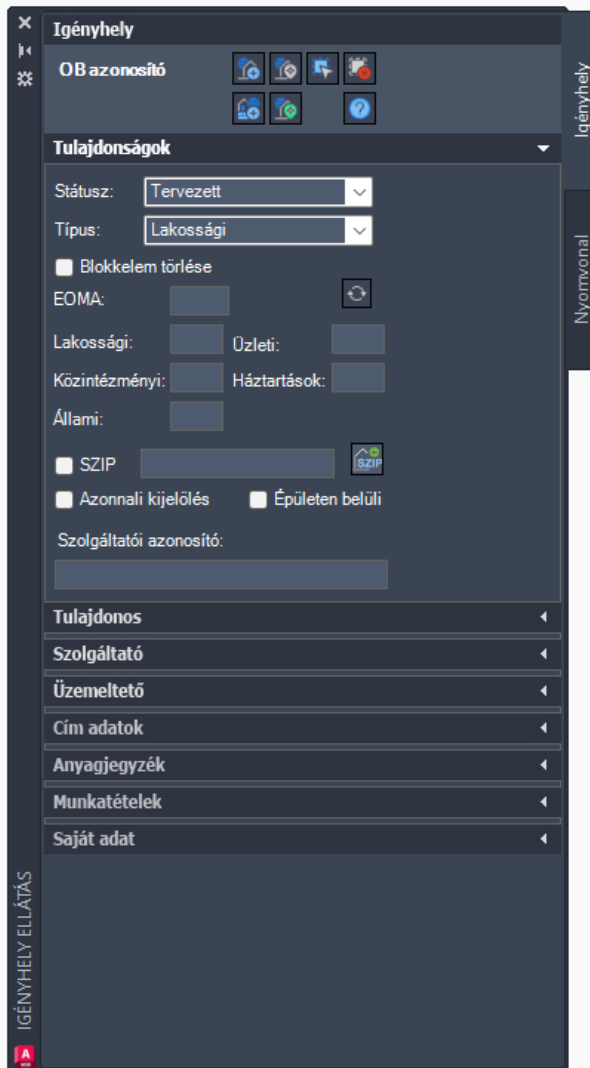 Igényhely
OB azonosító
Tulajdonságok
Státusz: Tervezett
Típus: Lakossági
Blokkelem törlése
EOMA:
Lakossági: Üzleti:
Közintézményi: Háztartások:
Állami:
SZIP SZIP
Azonnali kijelölés Épületen belüli
Szolgáltatói azonosító:
Tulajdonos
Szolgáltató
Üzemeltető
Cím adatok
Anyagjegyzék
Munkatételek
Saját adat
IGÉNYHELY ELLÁTÁS
A
Igényhely
Nyomvonal